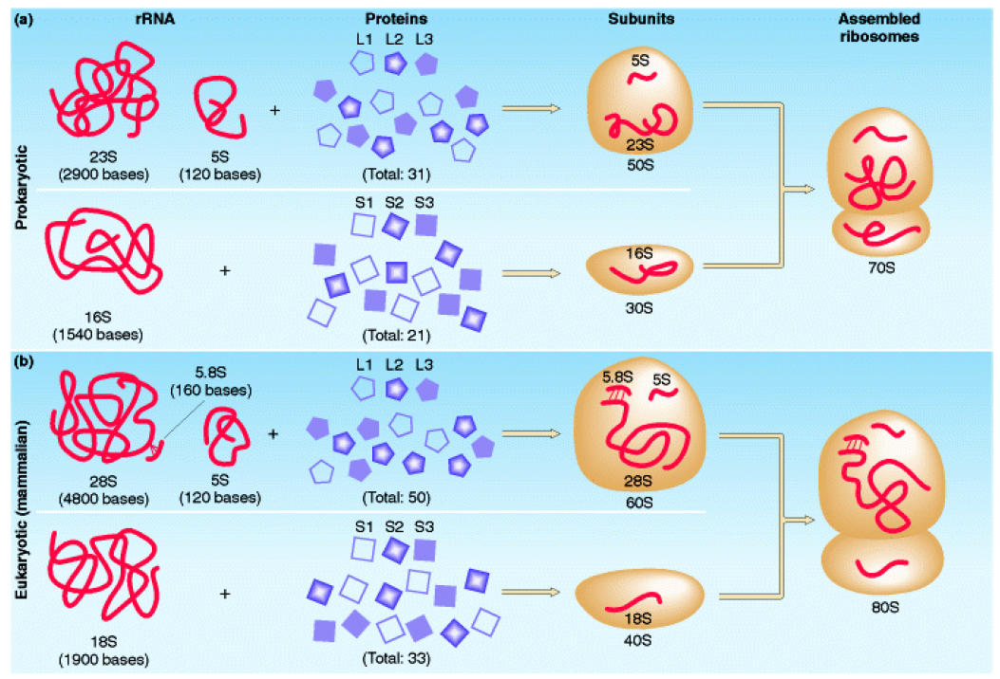 (a) rRNA Proteins Subunits Assembled
ribosomes
L1 L2 L3
5S
23S 5S + 23S
(2900 bases) (120 bases) (Total: 31) 50S
Prokaryotic
S1 S2 S3
16S
+
70S
30S
16S
(1540 bases) (Total: 21)
(b)
5.8S L1 L2 L3
(160 bases) 5.8S 5S
+
28S 5S 28S
(4800 bases) (120 bases) (Total: 50) 60S
Eukaryotic (mammalian)
S1 S2 S3
+
18S
80S
18S 40S
(1900 bases) (Total: 33)